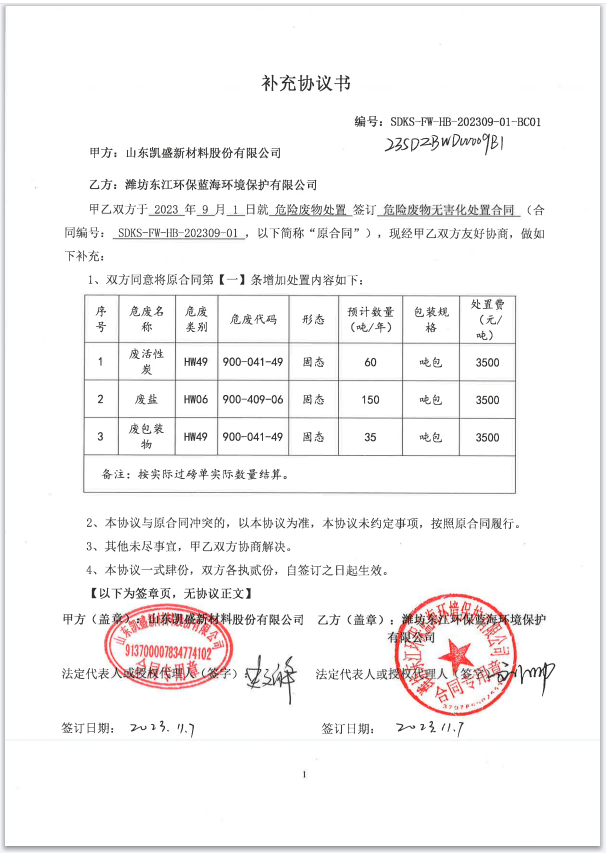 补充协议书
编号：SDKS-FW-HB-202309-01-BC01
甲方：山东凯盛新材料股份有限公司
乙方：潍坊东江环保蓝海环境保护有限公司
甲乙双方于 2023 年 9 月 1 日就 危险废物处置 签订 危险废物无害化处置合同 （合
同编号： SDKS-FW-HB-202309-01 ，以下简称“原合同”），现经甲乙双方友好协商，做如
下补充：
1、双方同意将原合同第【一】条增加处置内容如下：
序号 危废名称 危废类别 危废代码 形态 预计数量（吨/年） 包装规格 处置费（元/吨）
1 废活性炭 HW49 900-041-49 固态 60 吨包 3500
2 废盐 HW06 900-409-06 固态 150 吨包 3500
3 废包装物 HW49 900-041-49 固态 35 吨包 3500
备注：按实际过磅单实际数量结算。
2、本协议与原合同冲突的，以本协议为准，本协议未约定事项，按照原合同履行。
3、其他未尽事宜，甲乙双方协商解决。
4、本协议一式肆份，双方各执贰份，自签订之日起生效。
【以下为签章页，无协议正文】
甲方（盖章）：山东凯盛新材料股份有限公司 乙方（盖章）：潍坊东江环保蓝海环境保护
有限公司
山东凯盛新材料股份有限公司
913700007834774102
合同专用章
合同专用章
法定代表人或授权代理人（签字）： 法定代表人或授权代理人（签字）
签订日期： 2023.11.7 签订日期： 2023.11.7
1